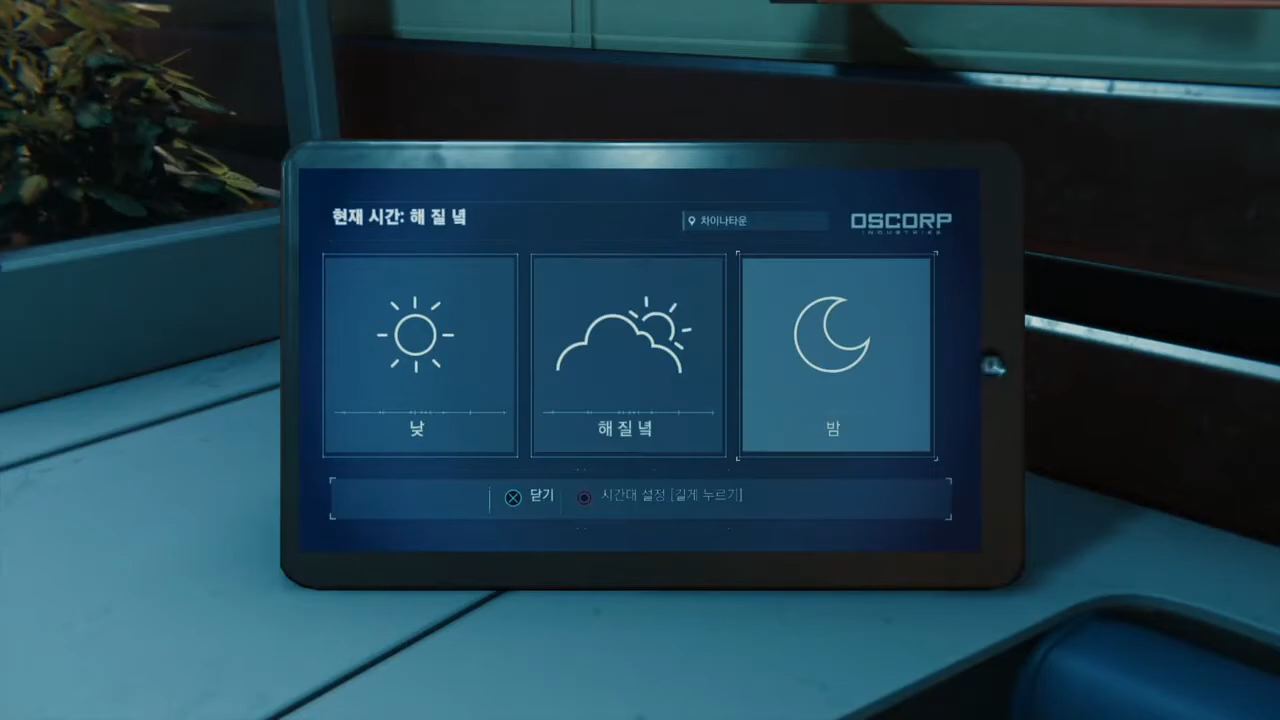 현재 시간: 해 질 녘
차이나타운
OSCORP
INDUSTRIES
낮
해 질 녘
밤
닫기
시간대 설정 [길게 누르기]